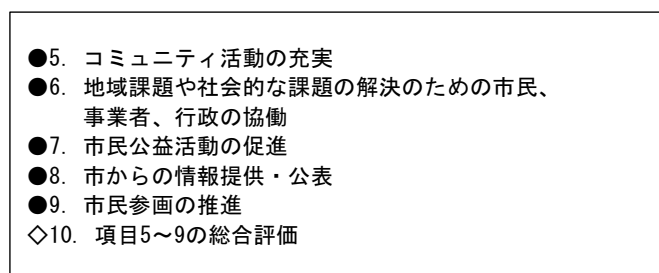 ●5. コミュニティ活動の充実
●6. 地域課題や社会的な課題の解決のための市民、
事業者、行政の協働
●7. 市民公益活動の促進
●8. 市からの情報提供・公表
●9. 市民参画の推進
◇10. 項目5～9の総合評価